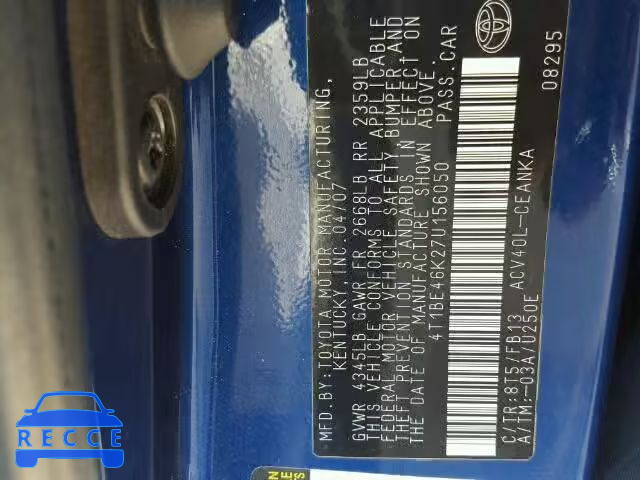 MFD. BY: TOYOTA MOTOR MANUFACTURING,
KENTUCKY, INC. 04/07
GVWR 4345LB GAWR FR 2668LB RR 2359LB
THIS VEHICLE CONFORMS TO ALL APPLICABLE
FEDERAL MOTOR VEHICLE SAFETY, BUMPER AND
THEFT PREVENTION STANDARDS IN EFFECT ON
THE DATE OF MANUFACTURE SHOWN ABOVE.
4T1BE46K27U156050 PASS. CAR
C/TR: 8T5/FB13 ACV40L-CEANKA
A/TM: -03A/U250E 08295
RECCE